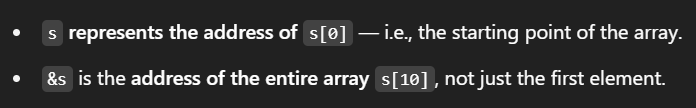 • s represents the address of s[0] — i.e., the starting point of the array.
• &s is the address of the entire array s[10], not just the first element.